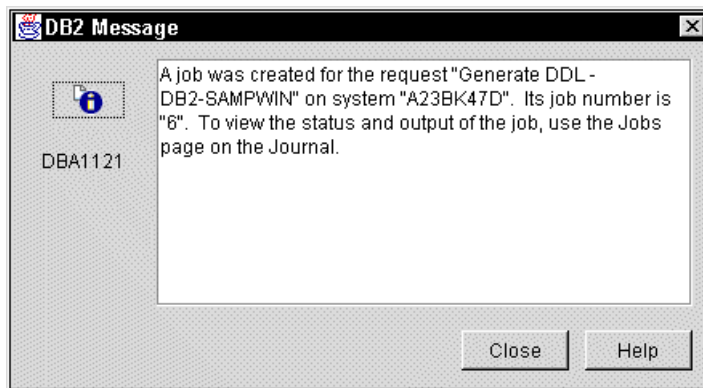 DB2 Message
A job was created for the request "Generate DDL -
DB2-SAMPWIN" on system "A23BK47D".  Its job number is
"6".  To view the status and output of the job, use the Jobs
page on the Journal.
DBA1121
Close
Help